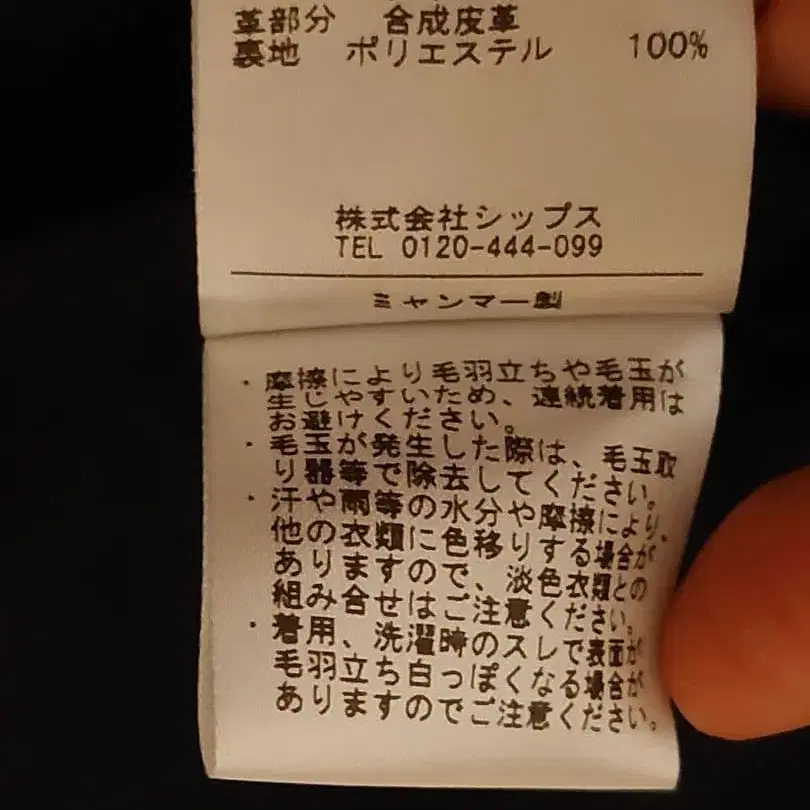 革部分 合成皮革
裏地 ポリエステル 100%
株式会社シップス
TEL 0120-444-099
ミャンマー製
・摩擦により毛羽立ちや毛玉が
生じやすいため、連続着用は
お避けください。
・毛玉が発生した際は、毛玉取
り器等で除去してください。
・汗や雨等の水分や摩擦により、
他の衣類に色移りする場合が
ありますので、淡色衣類との
組み合せはご注意ください。
・着用、洗濯時のスレで表面が
毛羽立ち白っぽくなる場合が
ありますのでご注意ください。